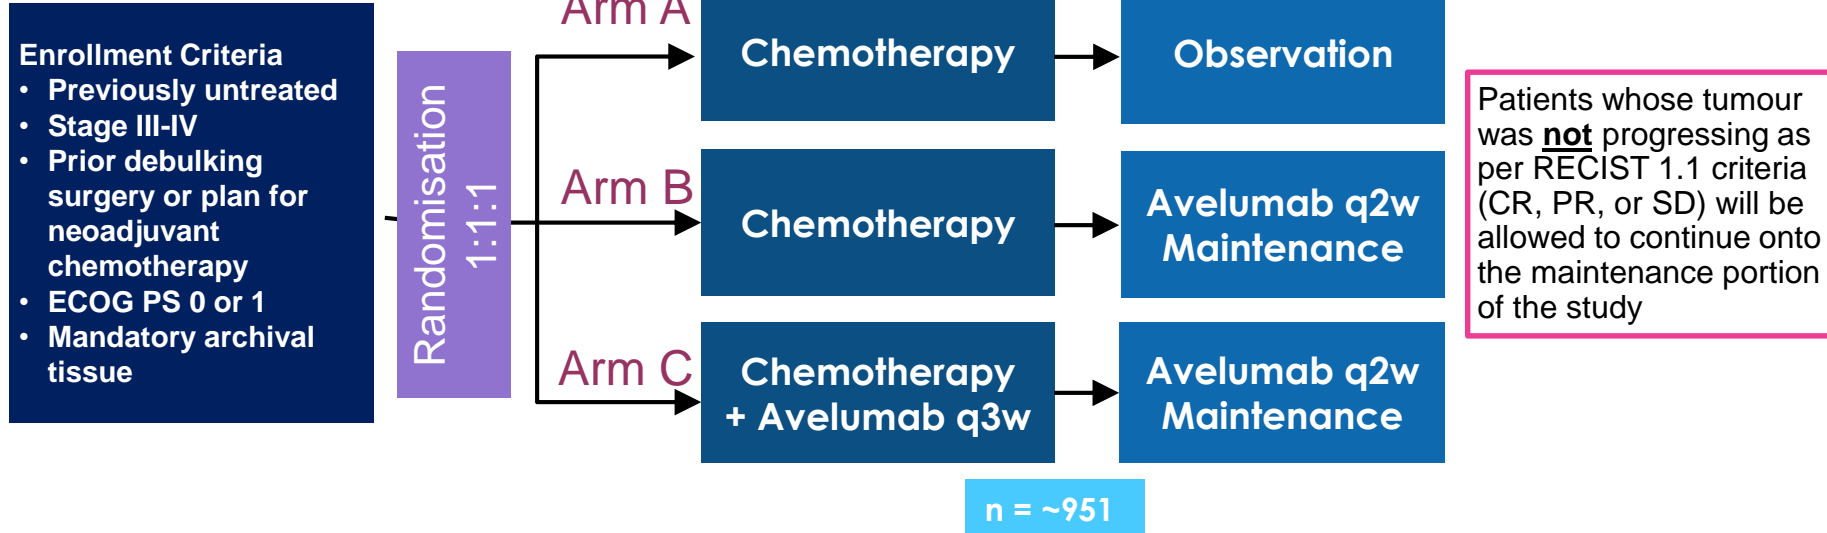 Enrollment Criteria
• Previously untreated
• Stage III-IV
• Prior debulking
surgery or plan for
neoadjuvant
chemotherapy
• ECOG PS 0 or 1
• Mandatory archival
tissue
Randomisation
1:1:1
Arm A
Chemotherapy
Observation
Arm B
Chemotherapy
Avelumab q2w
Maintenance
Arm C
Chemotherapy
+ Avelumab q3w
Avelumab q2w
Maintenance
Patients whose tumour
was not progressing as
per RECIST 1.1 criteria
(CR, PR, or SD) will be
allowed to continue onto
the maintenance portion
of the study
n = ~951